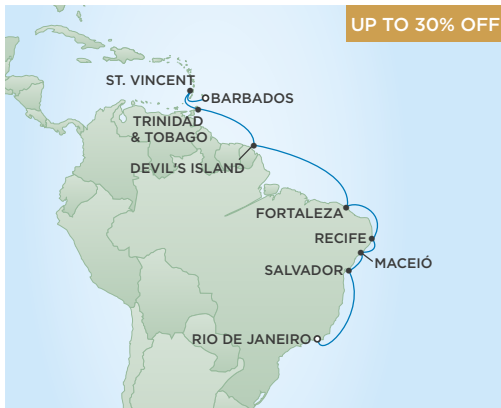 UP TO 30% OFF
ST. VINCENT
BARBADOS
TRINIDAD
& TOBAGO
DEVIL'S ISLAND
FORTALEZA
RECIFE
MACEIÓ
SALVADOR
RIO DE JANEIRO